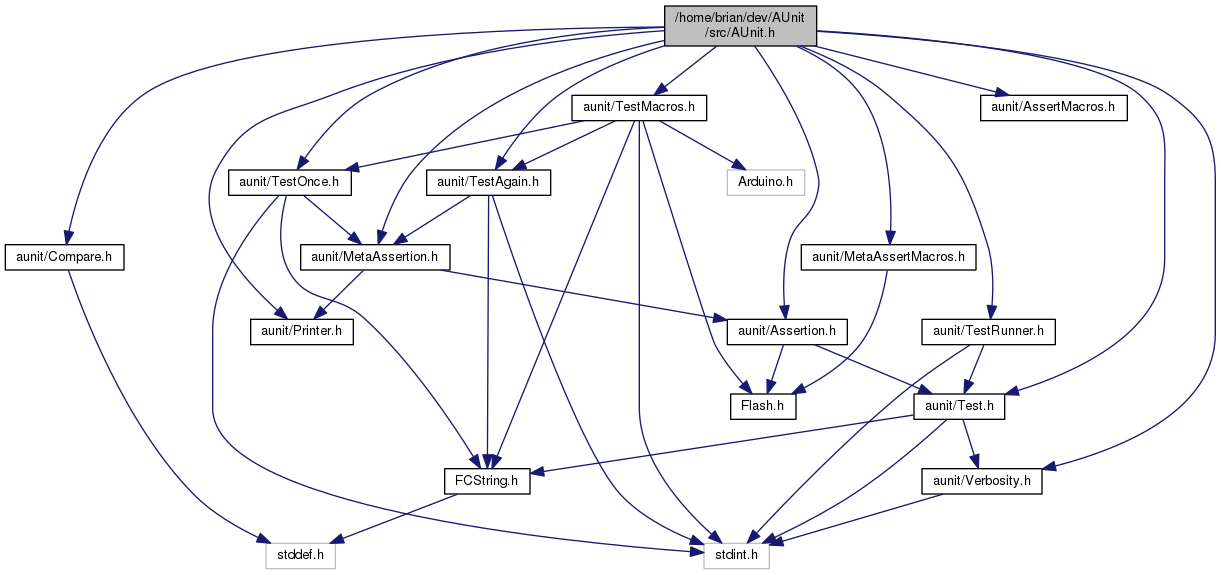 /home/brian/dev/AUnit
/src/AUnit.h
aunit/TestMacros.h
aunit/AssertMacros.h
aunit/TestOnce.h
aunit/TestAgain.h
Arduino.h
aunit/Compare.h
aunit/MetaAssertion.h
aunit/MetaAssertMacros.h
aunit/Printer.h
aunit/Assertion.h
aunit/TestRunner.h
Flash.h
aunit/Test.h
FCString.h
aunit/Verbosity.h
stddef.h
stdint.h